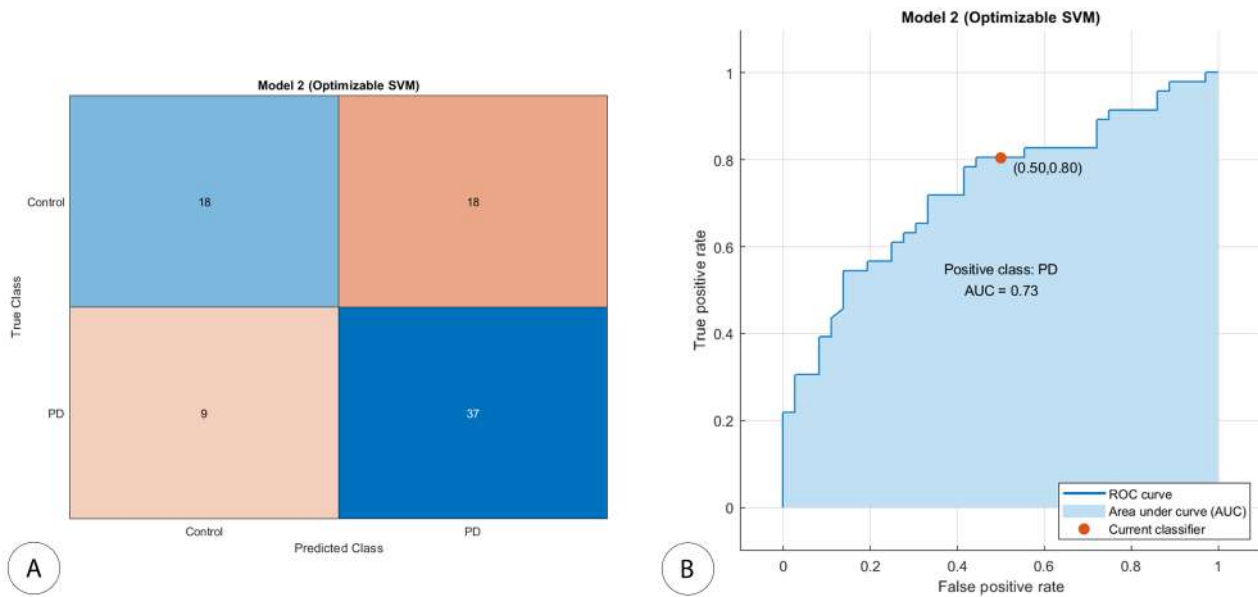 Model 2 (Optimizable SVM)
Control
18
18
True Class
PD
9
37
Control
PD
Predicted Class
A
Model 2 (Optimizable SVM)
1
0.8
(0.50,0.80)
0.6
True positive rate
Positive class: PD
AUC = 0.73
0.4
0.2
0
ROC curve
Area under curve (AUC)
Current classifier
0
0.2
0.4
0.6
0.8
1
False positive rate
B